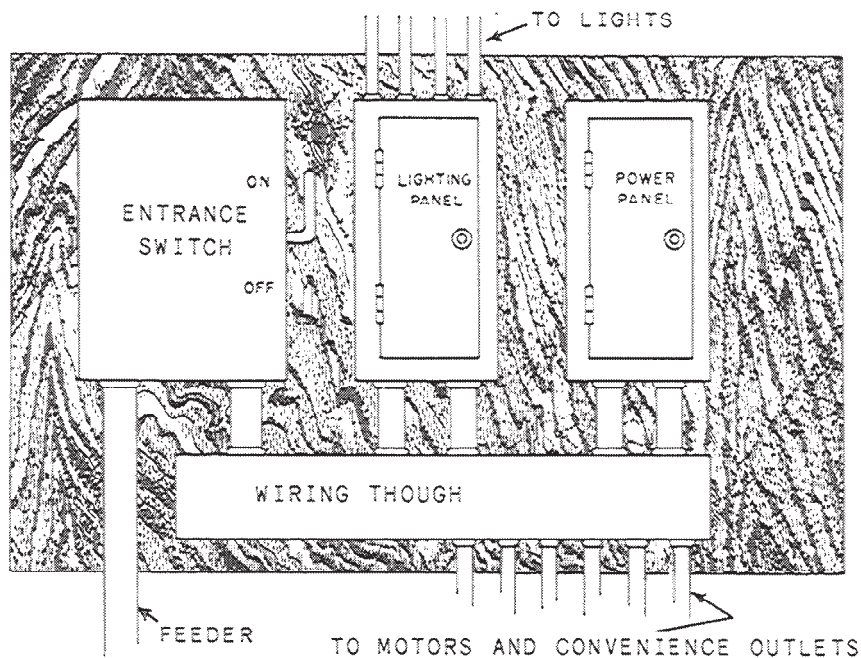 TO LIGHTS
ON
ENTRANCE
SWITCH
OFF
LIGHTING
PANEL
POWER
PANEL
WIRING THOUGH
FEEDER
TO MOTORS AND CONVENIENCE OUTLETS